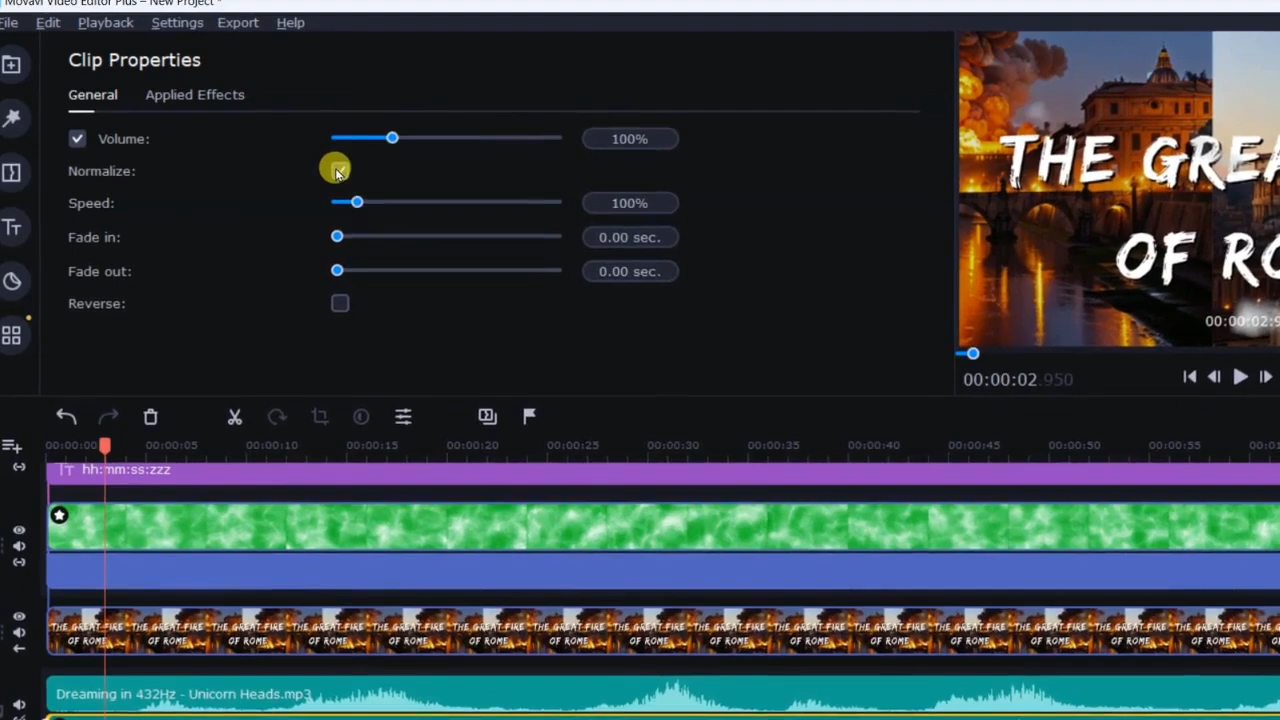 Movavi Video Editor Plus – New Project *
File Edit Playback Settings Export Help
Clip Properties
General Applied Effects
Volume: 100%
Normalize:
Speed: 100%
Fade in: 0.00 sec.
Fade out: 0.00 sec.
Reverse:
THE GREA
OF RO
00:00:02:9
00:00:02.950
00:00:00 00:00:05 00:00:10 00:00:15 00:00:20 00:00:25 00:00:30 00:00:35 00:00:40 00:00:45 00:00:50 00:00:55 00:0
Tт hh:mm:ss:zzz
THE GREAT FIRE
OF ROME
Dreaming in 432Hz - Unicorn Heads.mp3